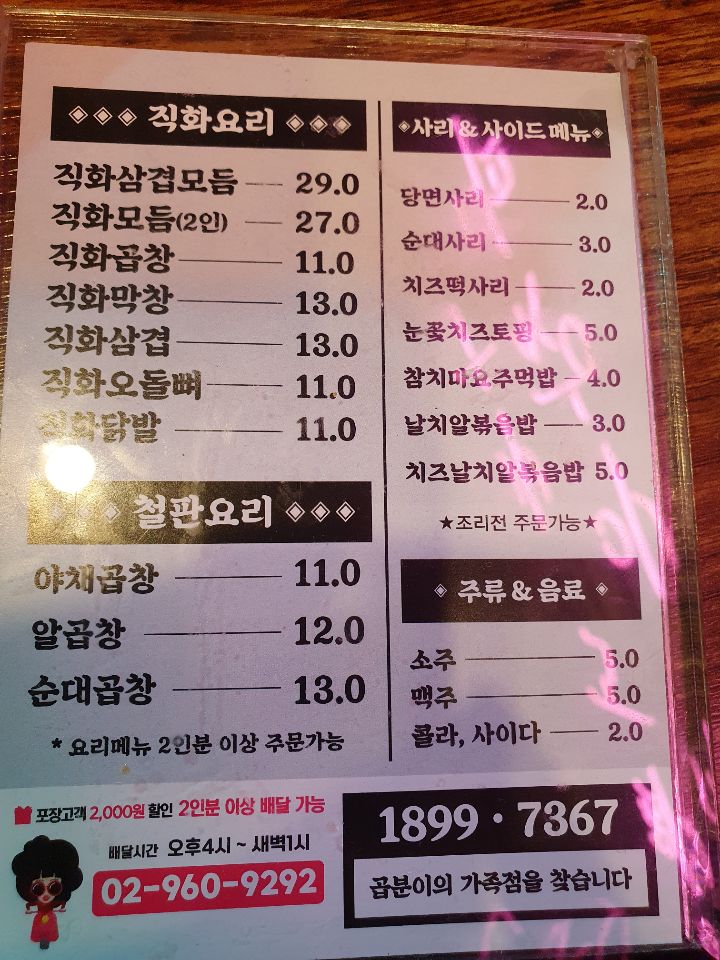 직화요리
직화삼겹모듬 29.0
직화모듬(2인) 27.0
직화곱창 11.0
직화막창 13.0
직화삼겹 13.0
직화오돌뼈 11.0
직화닭발 11.0
철판요리
야채곱창 11.0
알곱창 12.0
순대곱창 13.0
* 요리메뉴 2인분 이상 주문가능
사리 & 사이드 메뉴
당면사리 2.0
순대사리 3.0
치즈떡사리 2.0
눈꽃치즈토핑 5.0
참치마요주먹밥 4.0
날치알볶음밥 3.0
치즈날치알볶음밥 5.0
★조리전 주문가능★
주류 & 음료
소주 5.0
맥주 5.0
콜라, 사이다 2.0
포장고객 2,000원 할인 2인분 이상 배달 가능
배달시간 오후4시 ~ 새벽1시
02-960-9292
1899 · 7367
곱분이의 가족점을 찾습니다